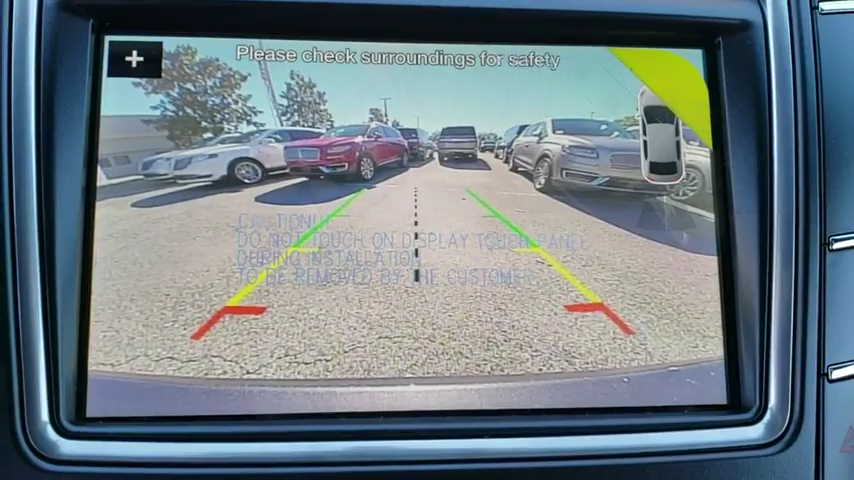 Please check surroundings for safety
CAUTION!!
DO NOT TOUCH ON DISPLAY TOUCH PANEL
DURING INSTALLATION
TO BE REMOVED BY THE CUSTOMER